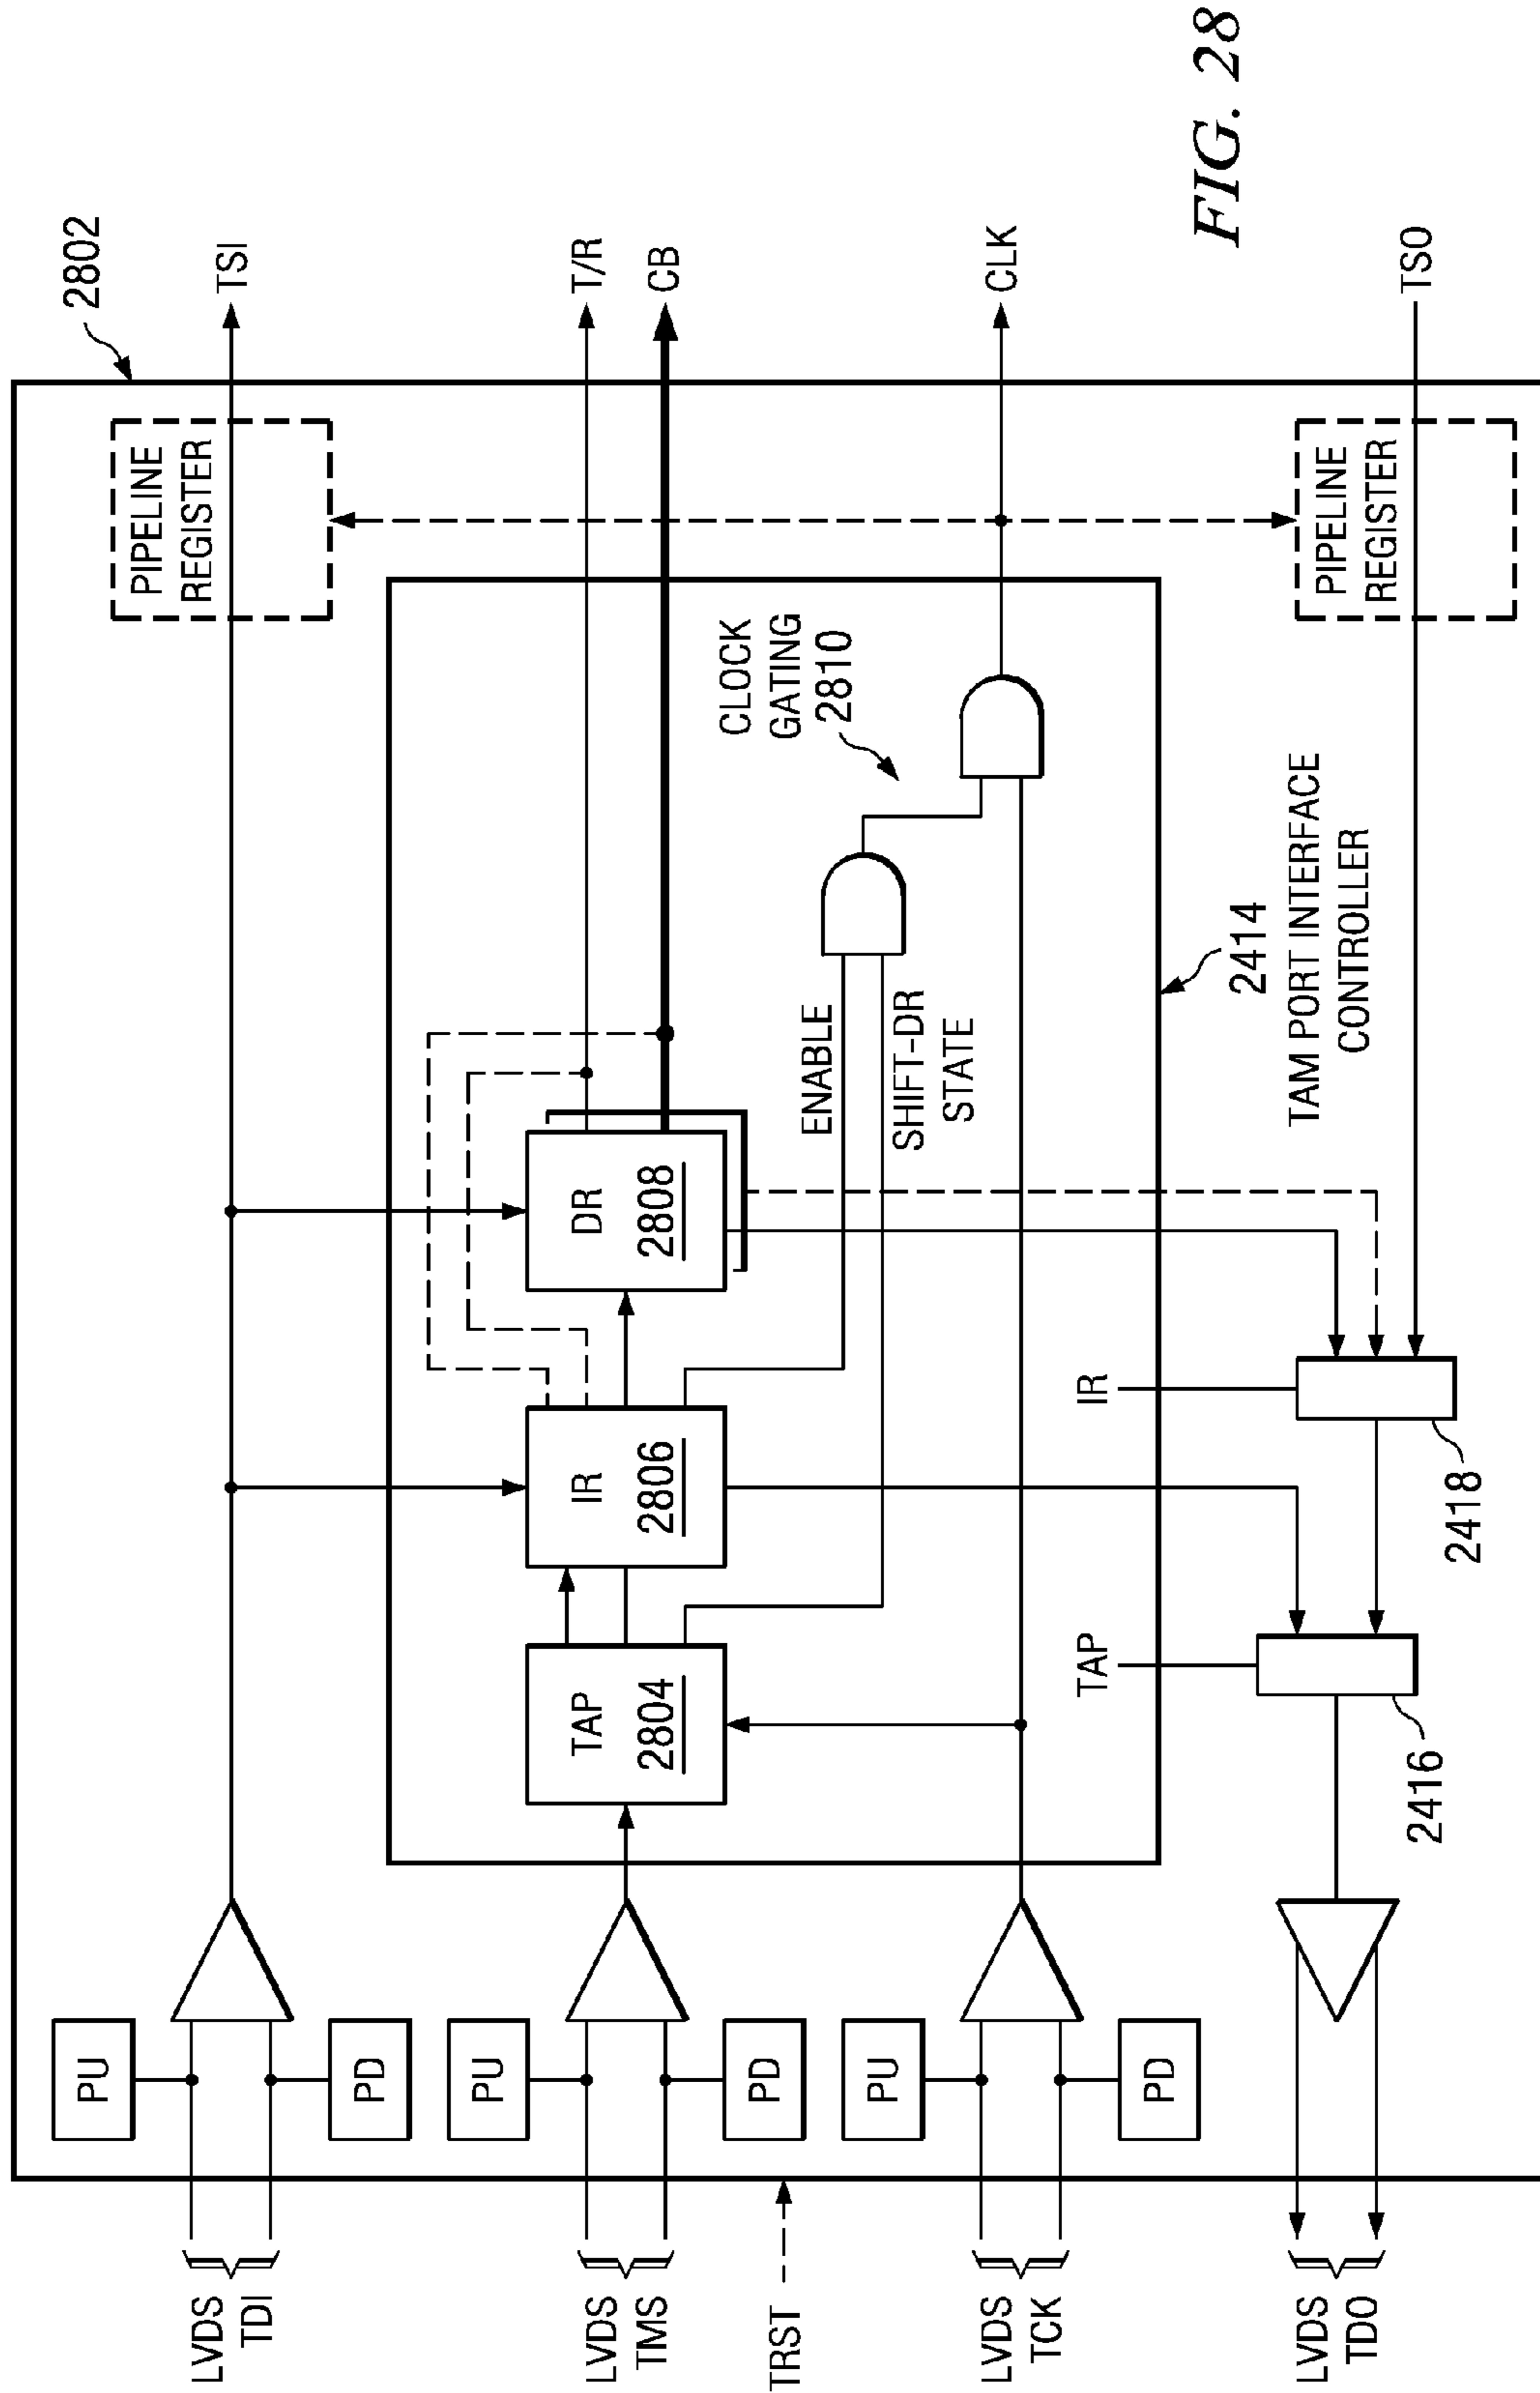 2802
PU
LVDS
TDI
PD
PIPELINE
REGISTER
TSI
PU
LVDS
TMS
PD
TRST
TAP
2804
IR
2806
DR
2808
T/R
CB
ENABLE
SHIFT-DR
STATE
CLOCK
GATING
2810
PU
LVDS
TCK
PD
CLK
2414
TAM PORT INTERFACE
CONTROLLER
TAP
IR
PIPELINE
REGISTER
TSO
LVDS
TDO
2416
2418
FIG. 28